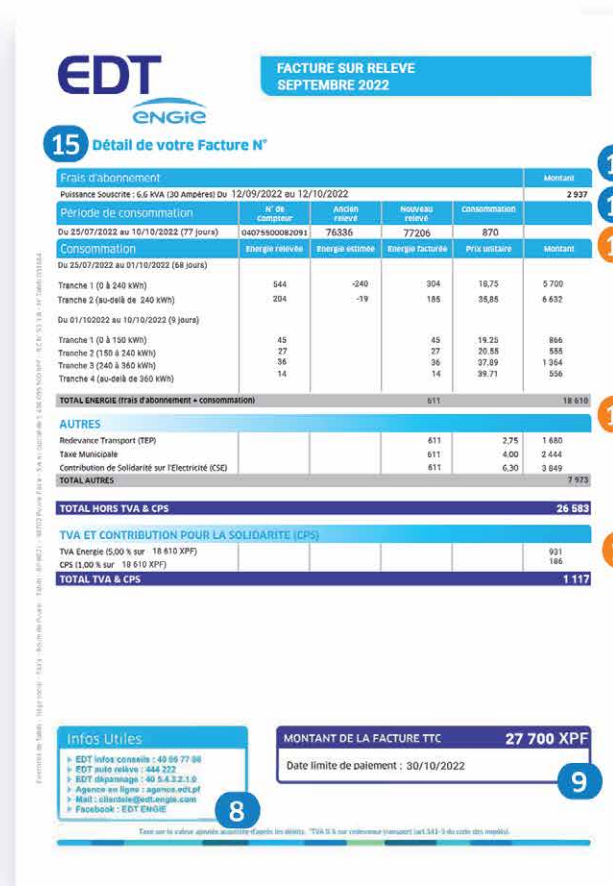 EDT
ENGIE
FACTURE SUR RELEVE
SEPTEMBRE 2022
15 Détail de votre Facture N°
Frais d'abonnement Montant
Puissance Souscrite : 6,6 kVA (30 Ampères) Du 12/09/2022 au 12/10/2022 2 937
Période de consommation N° de Compteur Ancien relevé Nouveau relevé Consommation
Du 25/07/2022 au 10/10/2022 (77 jours) 04075500082091 76336 77206 870
Consommation Energie relevée Energie estimée Energie facturée Prix unitaire Montant
Du 25/07/2022 au 01/10/2022 (68 jours)
Tranche 1 (0 à 240 kWh) 544 -240 304 18,75 5 700
Tranche 2 (au-delà de 240 kWh) 204 -19 185 35,85 6 632
Du 01/102022 au 10/10/2022 (9 jours)
Tranche 1 (0 à 150 kWh) 45 45 19.25 866
Tranche 2 (150 à 240 kWh) 27 27 20.55 555
Tranche 3 (240 à 360 kWh) 36 36 37,89 1 364
Tranche 4 (au-delà de 360 kWh) 14 14 39.71 556
TOTAL ENERGIE (frais d'abonnement + consommation) 611 18 610
AUTRES
Redevance Transport (TEP) 611 2,75 1 680
Taxe Municipale 611 4,00 2 444
Contribution de Solidarité sur l'Electricité (CSE) 611 6,30 3 849
TOTAL AUTRES 7 973
TOTAL HORS TVA & CPS 26 583
TVA ET CONTRIBUTION POUR LA SOLIDARITE (CPS)
TVA Energie (5,00 % sur 18 610 XPF) 931
CPS (1,00 % sur 18 610 XPF) 186
TOTAL TVA & CPS 1 117
Infos Utiles
EDT infos conseils : 40 86 77 86
EDT auto relève : 444 222
EDT dépannage : 40 5.4.3.2.1.0
Agence en ligne : agence.edt.pf
Mail : clientele@edt.engie.com
Facebook : EDT ENGIE
8
MONTANT DE LA FACTURE TTC 27 700 XPF
Date limite de paiement : 30/10/2022
9